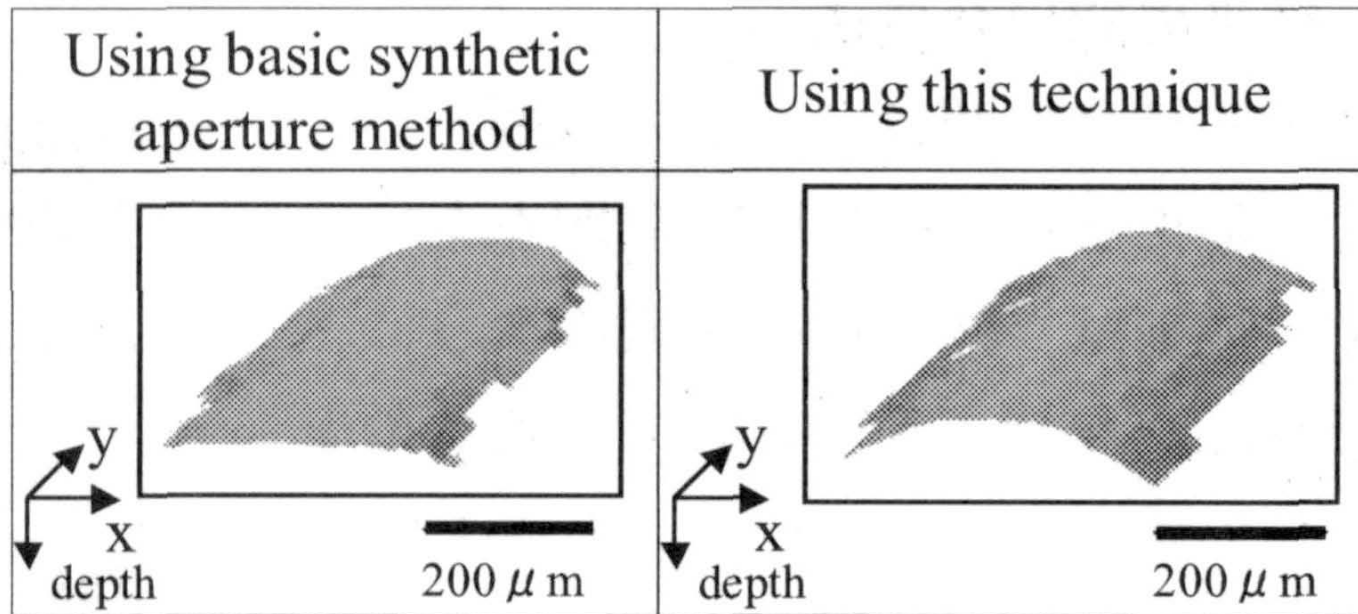 Using basic synthetic
aperture method
Using this technique
y
x
depth
200 μ m
y
x
depth
200 μ m